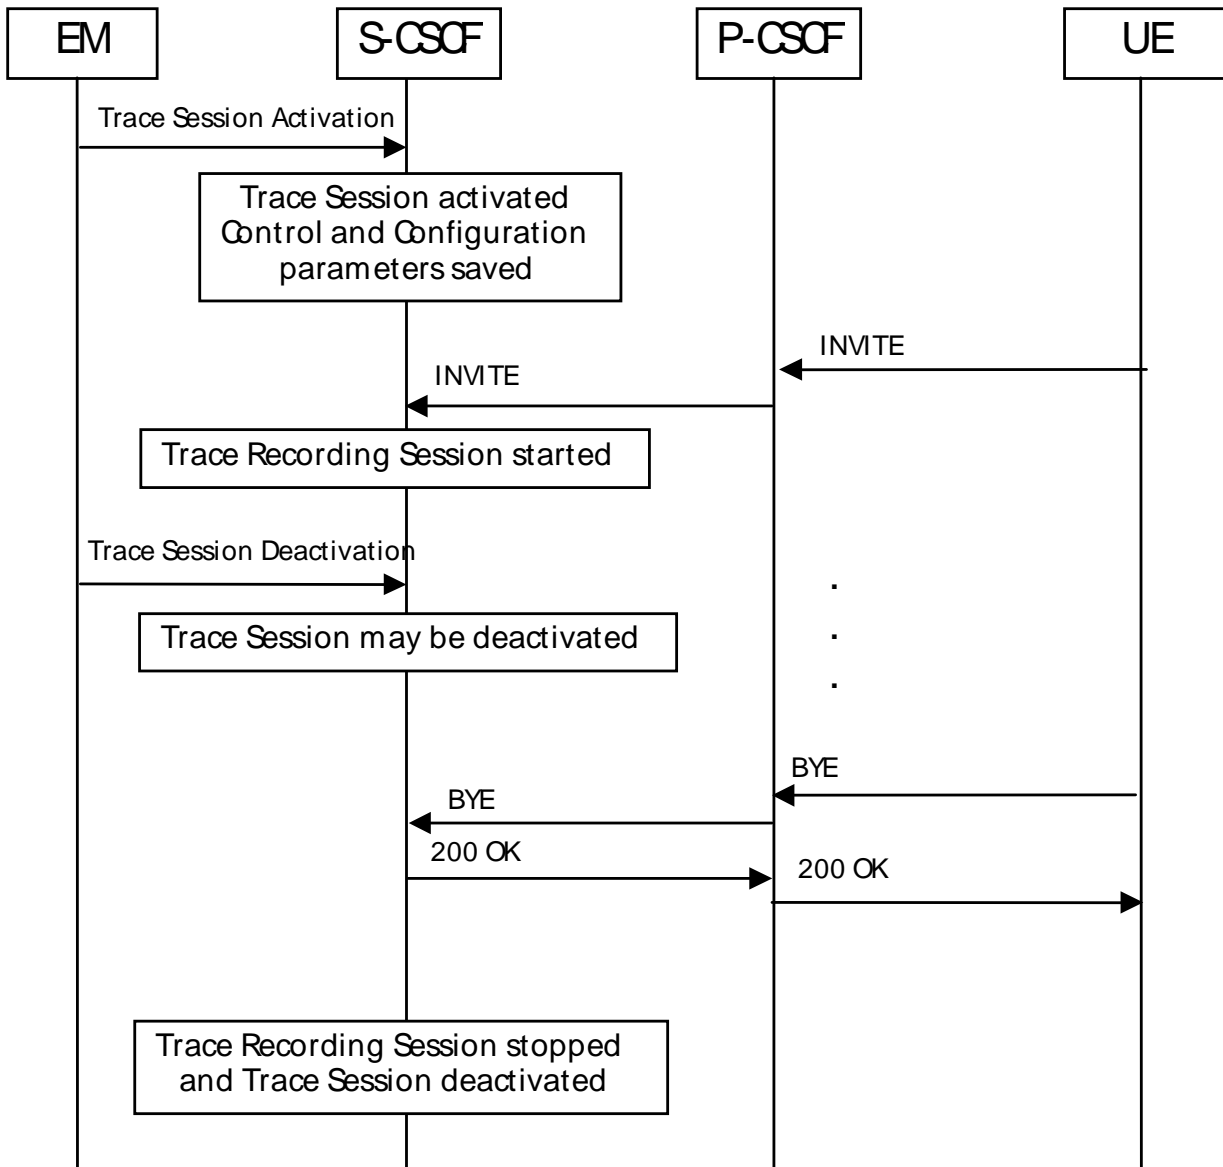 EM
S-CSCF
P-CSCF
UE
Trace Session Activation
Trace Session activated
Control and Configuration
parameters saved
INVITE
INVITE
Trace Recording Session started
Trace Session Deactivation
.
Trace Session may be deactivated
.
.
BYE
BYE
200 OK
200 OK
Trace Recording Session stopped
and Trace Session deactivated